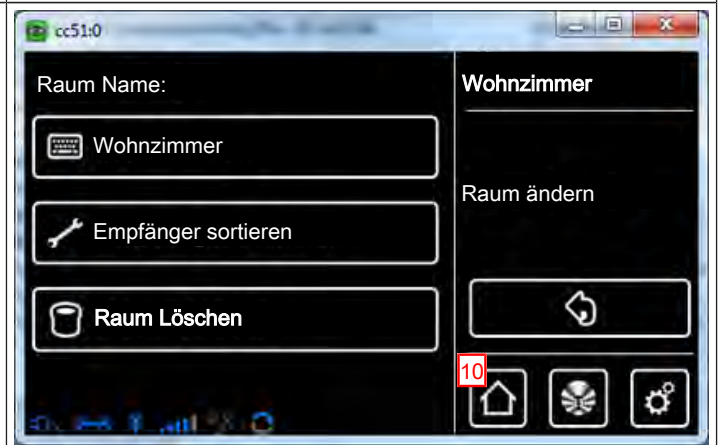 cc51:0
Raum Name:
Wohnzimmer
Empfänger sortieren
Raum Löschen
Wohnzimmer
Raum ändern
10